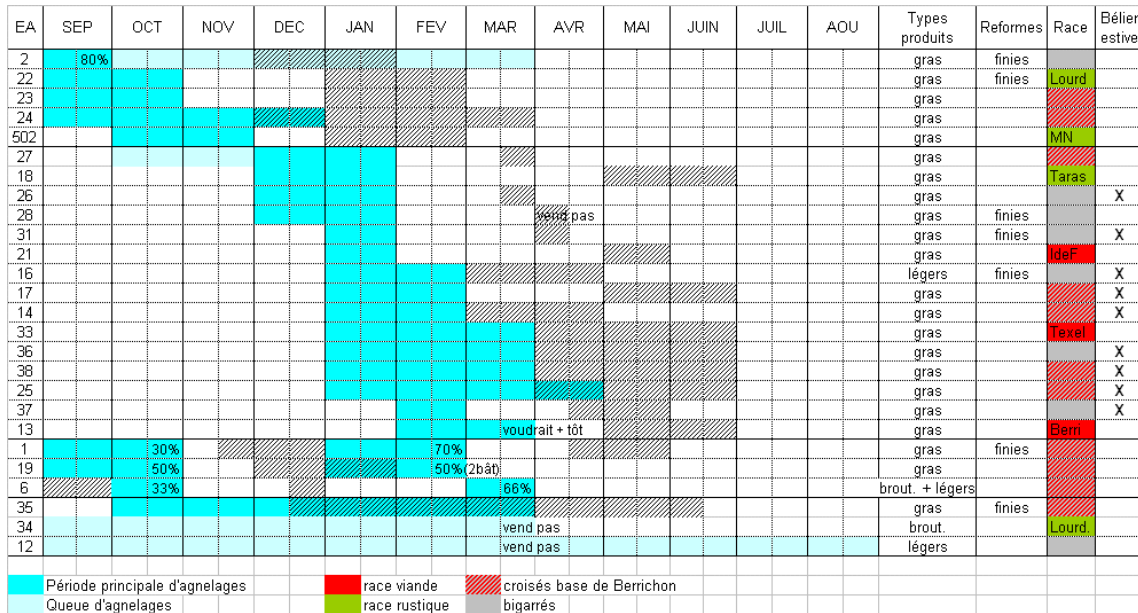 EA SEP OCT NOV DEC JAN FEV MAR AVR MAI JUIN JUIL AOU Types produits Reformes Race Bélier estive
2 80% gras finies
22 gras finies Lourd
23 gras
24 gras
502 gras MN
27 gras
18 gras Taras
26 gras X
28 vend pas gras finies
31 gras finies X
21 gras IdeF
16 légers finies X
17 gras X
14 gras X
33 gras Texel
36 gras X
38 gras X
25 gras X
37 gras X
13 voudrait + tôt gras Berri
1 30% 70% gras finies
19 50% 50% (2bât) gras
6 33% 66% brout. + légers
35 gras finies
34 vend pas brout. Lourd.
12 vend pas légers
Période principale d'agnelages race viande croisés base de Berrichon
Queue d'agnelages race rustique bigarrés